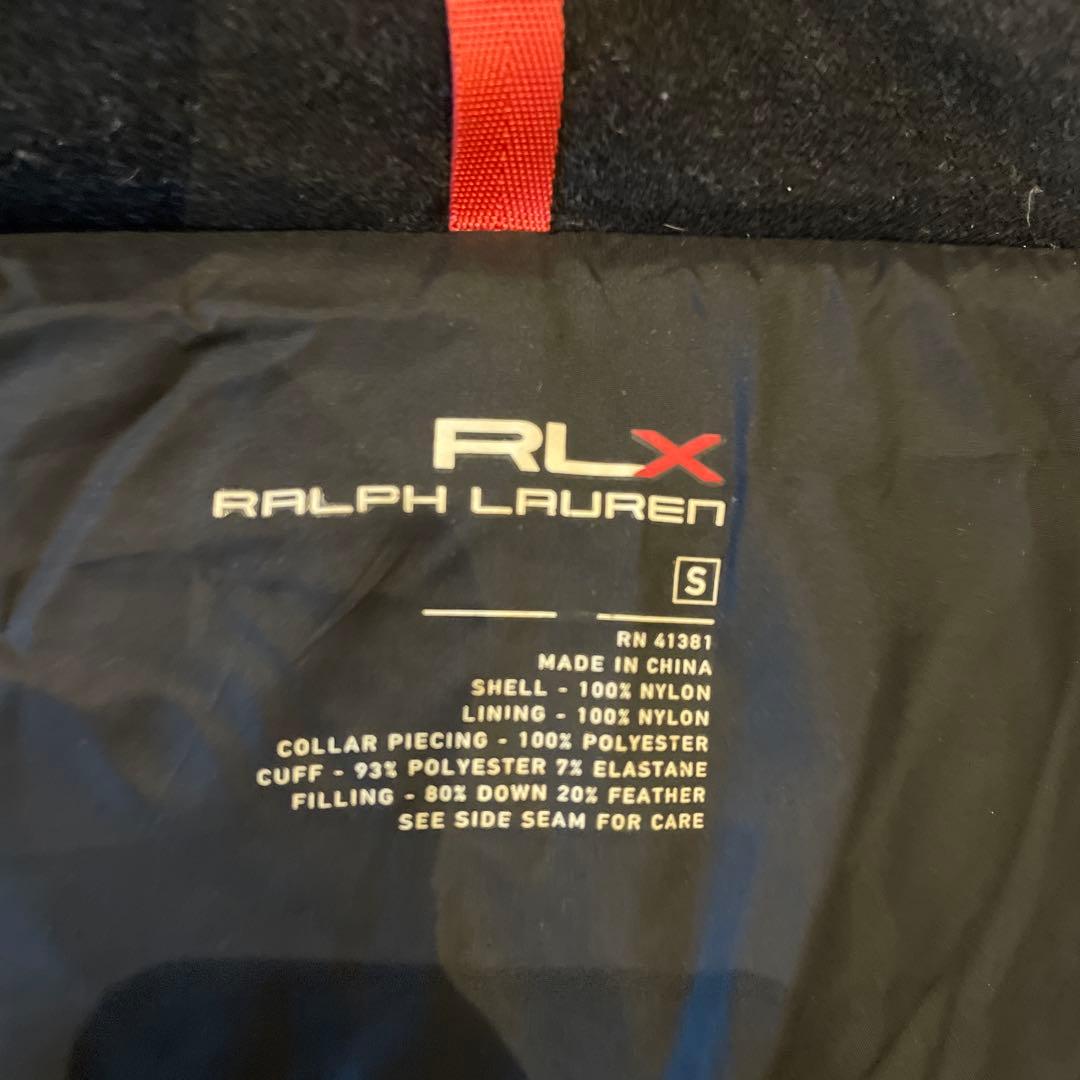 RLX
RALPH LAUREN
S
RN 41381
MADE IN CHINA
SHELL - 100% NYLON
LINING - 100% NYLON
COLLAR PIECING - 100% POLYESTER
CUFF - 93% POLYESTER 7% ELASTANE
FILLING - 80% DOWN 20% FEATHER
SEE SIDE SEAM FOR CARE